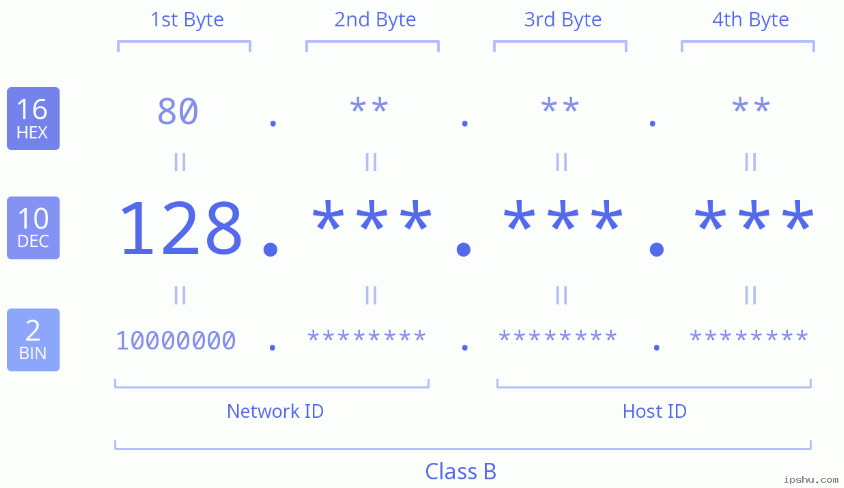 1st Byte 2nd Byte 3rd Byte 4th Byte
16 HEX 80 . ** . ** . **
= = = =
10 DEC 128 . *** . *** . ***
= = = =
2 BIN 10000000 . ******** . ******** . ********
Network ID Host ID
Class B
ipshu.com